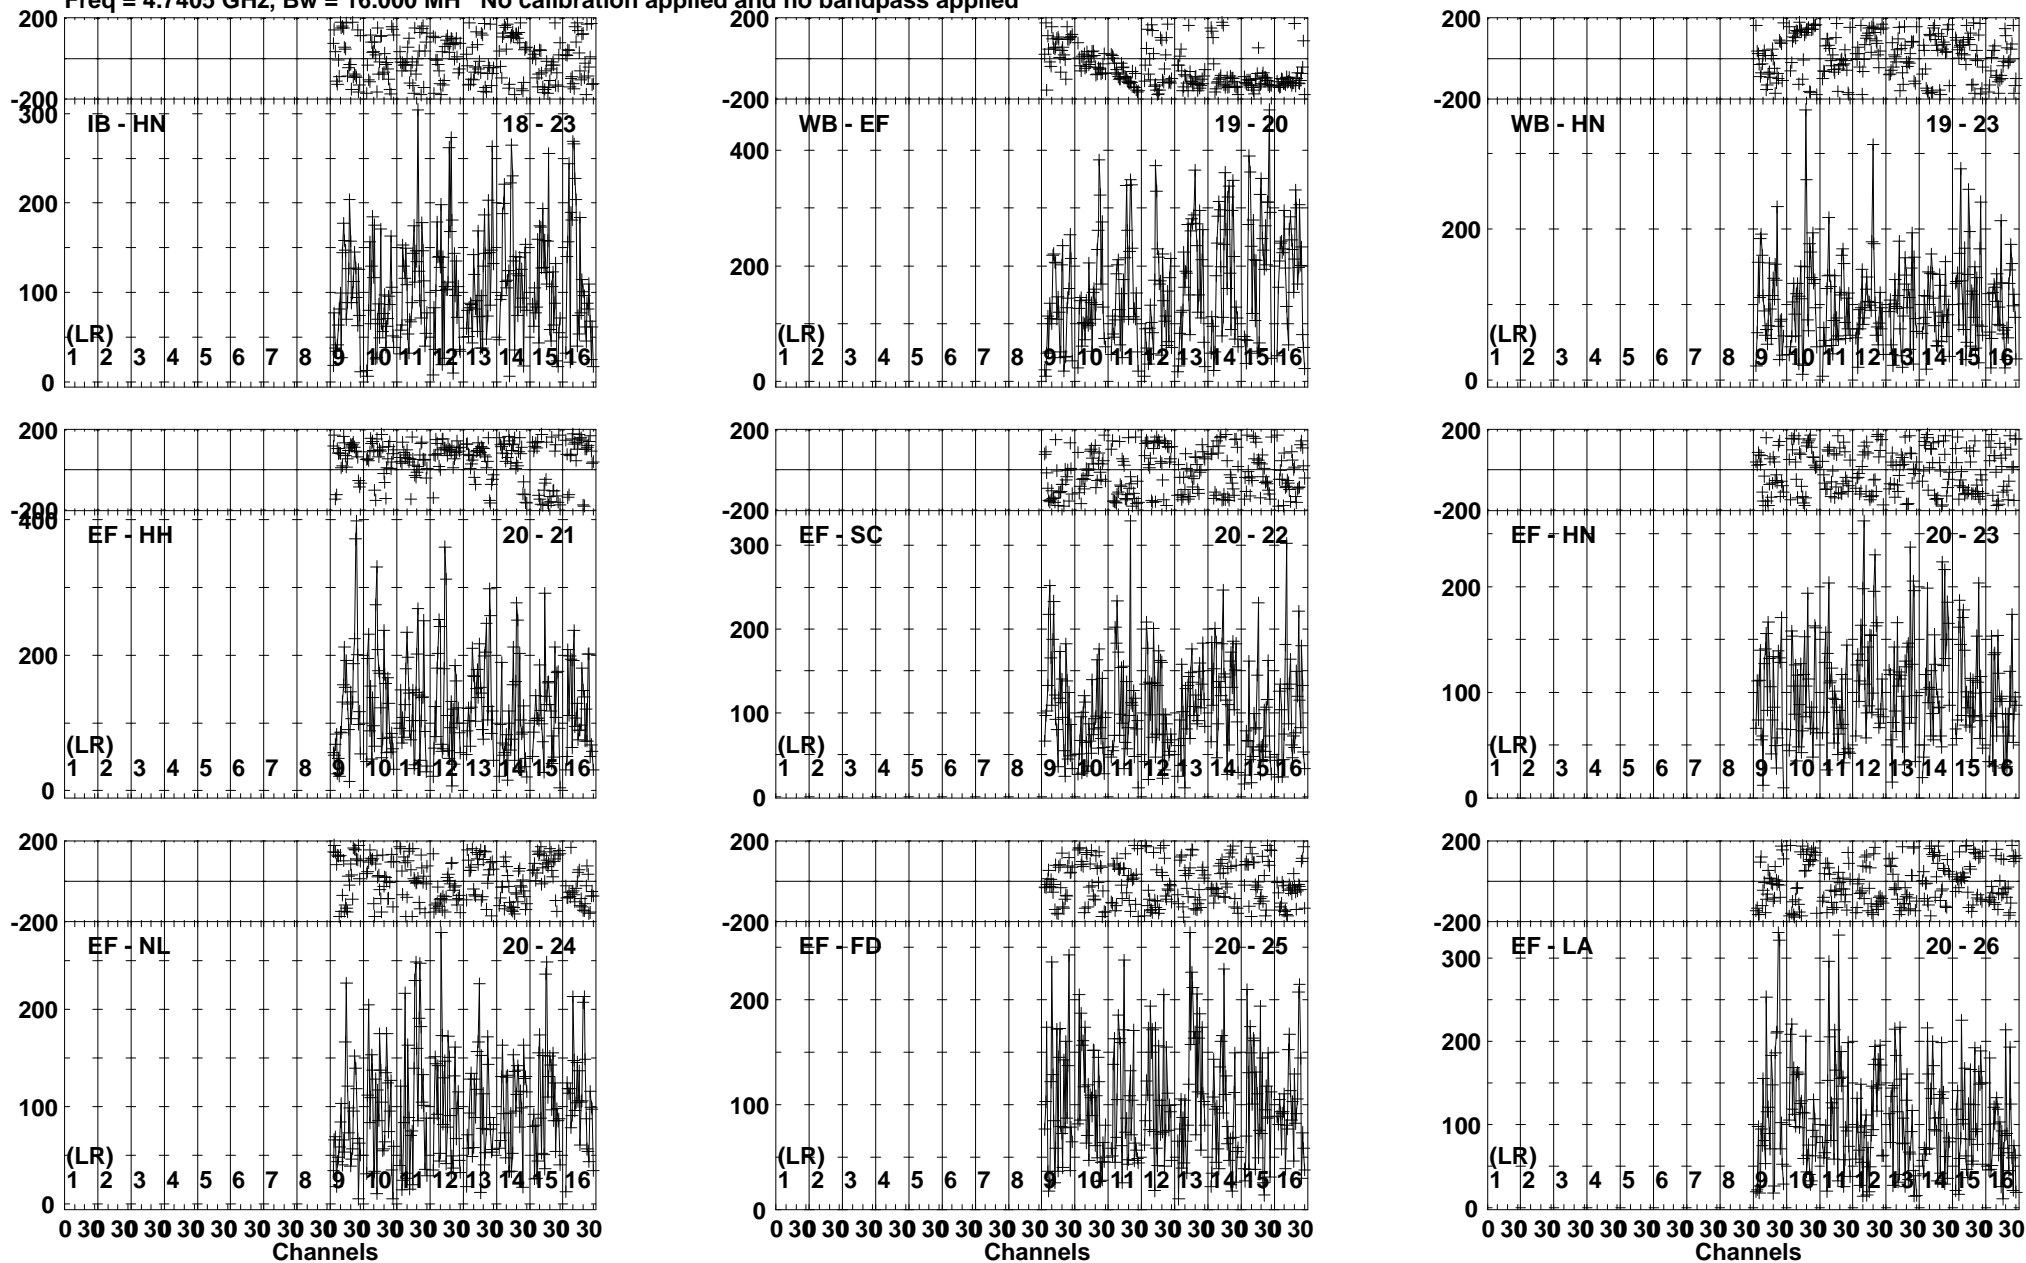 Freq = 4.7405 GHz, Bw = 16.000 MH No calibration applied and no bandpass applied
200
-200
300
200
100
0
IB - HN 18 - 23
(LR)
1 2 3 4 5 6 7 8 9 10 11 12 13 14 15 16
200
-200
400
200
0
WB - EF 19 - 20
(LR)
1 2 3 4 5 6 7 8 9 10 11 12 13 14 15 16
200
-200
200
0
WB - HN 19 - 23
(LR)
1 2 3 4 5 6 7 8 9 10 11 12 13 14 15 16
200
-200
400
200
0
EF - HH 20 - 21
(LR)
1 2 3 4 5 6 7 8 9 10 11 12 13 14 15 16
200
-200
300
200
100
0
EF - SC 20 - 22
(LR)
1 2 3 4 5 6 7 8 9 10 11 12 13 14 15 16
200
-200
200
100
0
EF - HN 20 - 23
(LR)
1 2 3 4 5 6 7 8 9 10 11 12 13 14 15 16
200
-200
200
100
0
EF - NL 20 - 24
(LR)
1 2 3 4 5 6 7 8 9 10 11 12 13 14 15 16
0 30 30 30 30 30 30 30 30 30 30 30 30 30 30 30 30
Channels
200
-200
200
100
0
EF - FD 20 - 25
(LR)
1 2 3 4 5 6 7 8 9 10 11 12 13 14 15 16
0 30 30 30 30 30 30 30 30 30 30 30 30 30 30 30 30
Channels
200
-200
300
200
100
0
EF - LA 20 - 26
(LR)
1 2 3 4 5 6 7 8 9 10 11 12 13 14 15 16
0 30 30 30 30 30 30 30 30 30 30 30 30 30 30 30 30
Channels